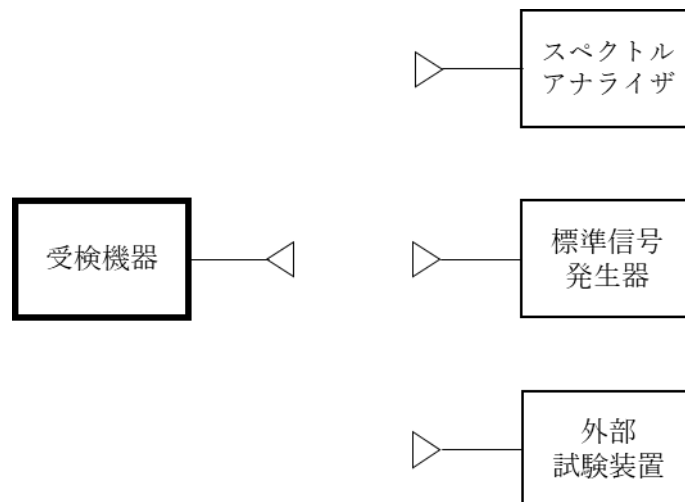 スペクトル
アナライザ
受検機器
標準信号
発生器
外部
試験装置